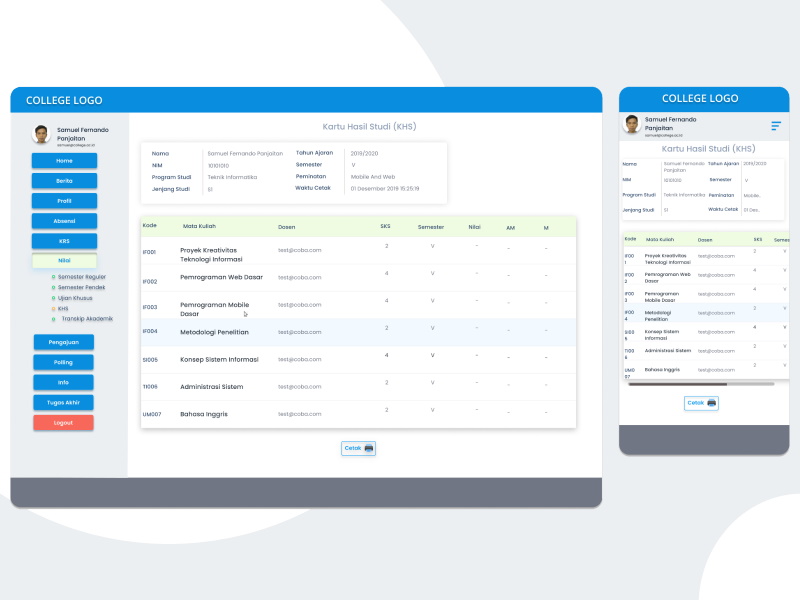 COLLEGE LOGO
Samuel Fernando
Panjaitan
samuel@college.ac.id
Home
Berita
Profil
Absensi
KRS
Nilai
Semester Reguler
Semester Pendek
Ujian Khusus
KHS
Transkip Akademik
Pengajuan
Polling
Info
Tugas Akhir
Logout
Kartu Hasil Studi (KHS)
Nama Samuel Fernando Panjaitan Tahun Ajaran 2019/2020
NIM 10101010 Semester V
Program Studi Teknik Informatika Peminatan Mobile And Web
Jenjang Studi S1 Waktu Cetak 01 Desember 2019 15:25:19
Kode Mata Kuliah Dosen SKS Semester Nilai AM M
IF001 Proyek Kreativitas Teknologi Informasi test@coba.com 2 V - - -
IF002 Pemrograman Web Dasar test@coba.com 4 V - - -
IF003 Pemrograman Mobile Dasar test@coba.com 4 V - - -
IF004 Metodologi Penelitian test@coba.com 2 V - - -
SI005 Konsep Sistem Informasi test@coba.com 4 V - - -
TI006 Administrasi Sistem test@coba.com 2 V - - -
UM007 Bahasa Inggris test@coba.com 2 V - - -
Cetak
COLLEGE LOGO
Samuel Fernando
Panjaitan
samuel@college.ac.id
Kartu Hasil Studi (KHS)
Nama Samuel Fernando Panjaitan Tahun Ajaran 2019/2020
NIM 10101010 Semester V
Program Studi Teknik Informatika Peminatan Mobile..
Jenjang Studi S1 Waktu Cetak 01 Des..
Kode Mata Kuliah Dosen SKS Semes
IF001 Proyek Kreativitas Teknologi Informasi test@coba.com 2 V
IF002 Pemrograman Web Dasar test@coba.com 4 V
IF003 Pemrograman Mobile Dasar test@coba.com 4 V
IF004 Metodologi Penelitian test@coba.com 2 V
SI005 Konsep Sistem Informasi test@coba.com 4 V
TI006 Administrasi Sistem test@coba.com 2 V
UM007 Bahasa Inggris test@coba.com 2 V
Cetak